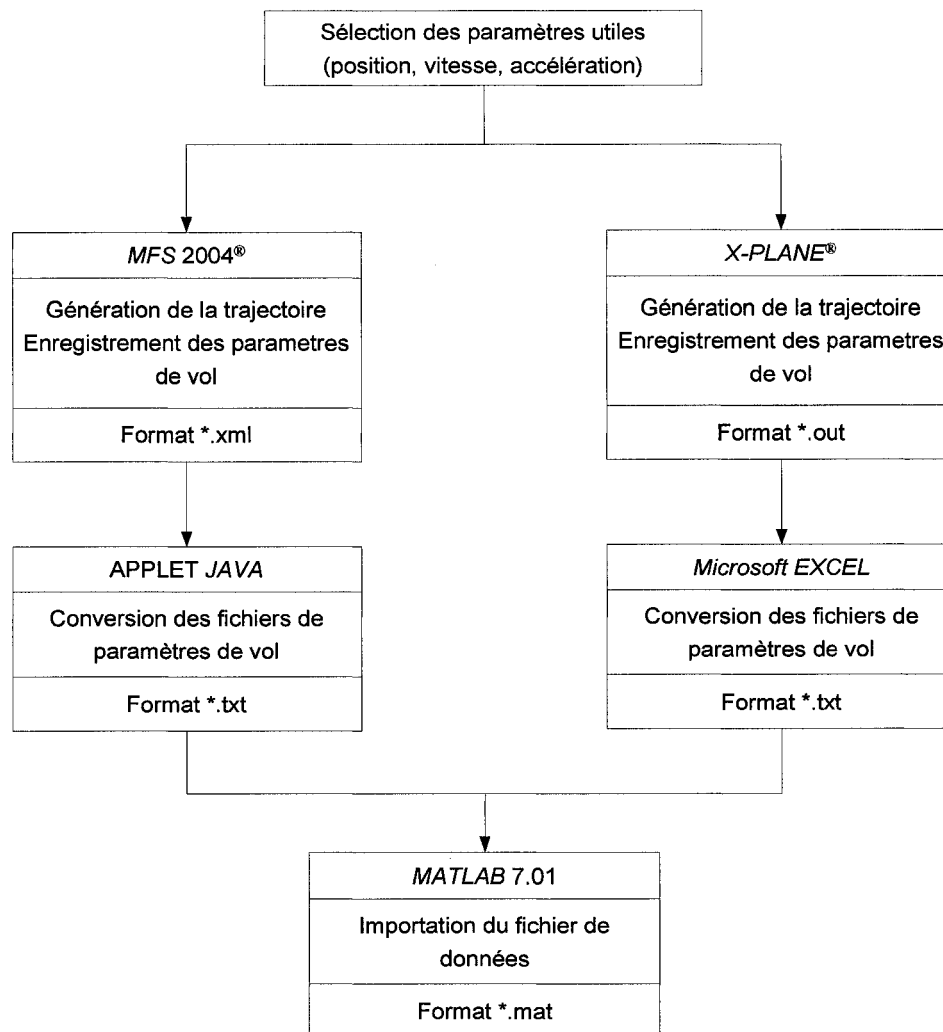 Sélection des paramètres utiles
(position, vitesse, accélération)
MFS 2004®
Génération de la trajectoire
Enregistrement des parametres
de vol
Format *.xml
X-PLANE®
Génération de la trajectoire
Enregistrement des parametres
de vol
Format *.out
APPLET JAVA
Conversion des fichiers de
paramètres de vol
Format *.txt
Microsoft EXCEL
Conversion des fichiers de
paramètres de vol
Format *.txt
MATLAB 7.01
Importation du fichier de
données
Format *.mat